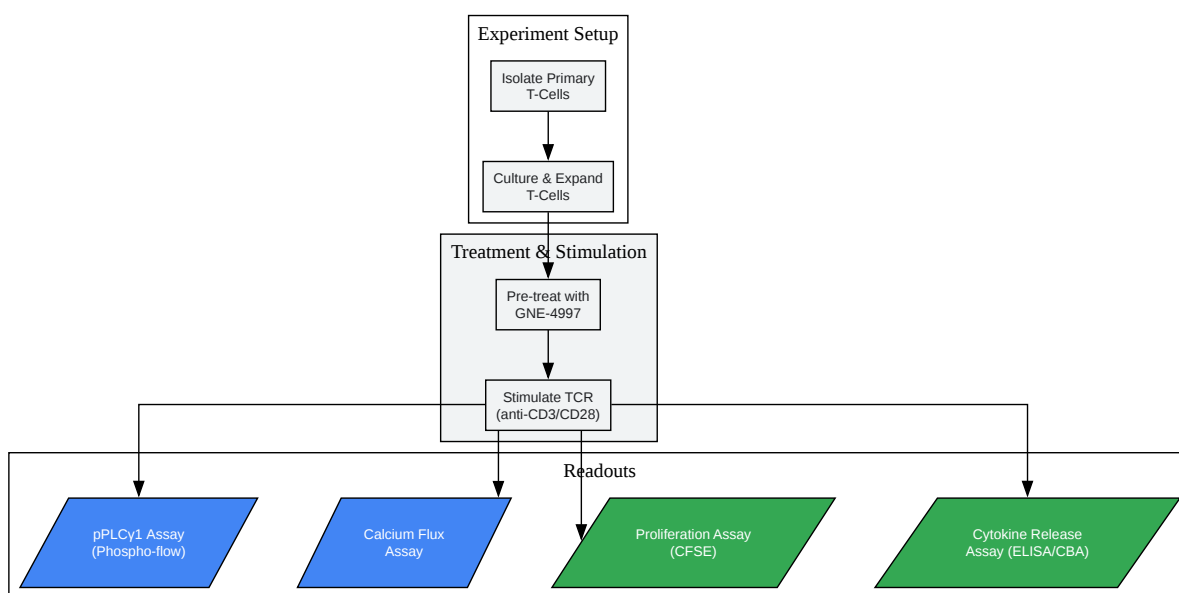 Experiment Setup
Isolate Primary
T-Cells
Culture & Expand
T-Cells
Treatment & Stimulation
Pre-treat with
GNE-4997
Stimulate TCR
(anti-CD3/CD28)
Readouts
pPLCγ1 Assay
(Phospho-flow)
Calcium Flux
Assay
Proliferation Assay
(CFSE)
Cytokine Release
Assay (ELISA/CBA)